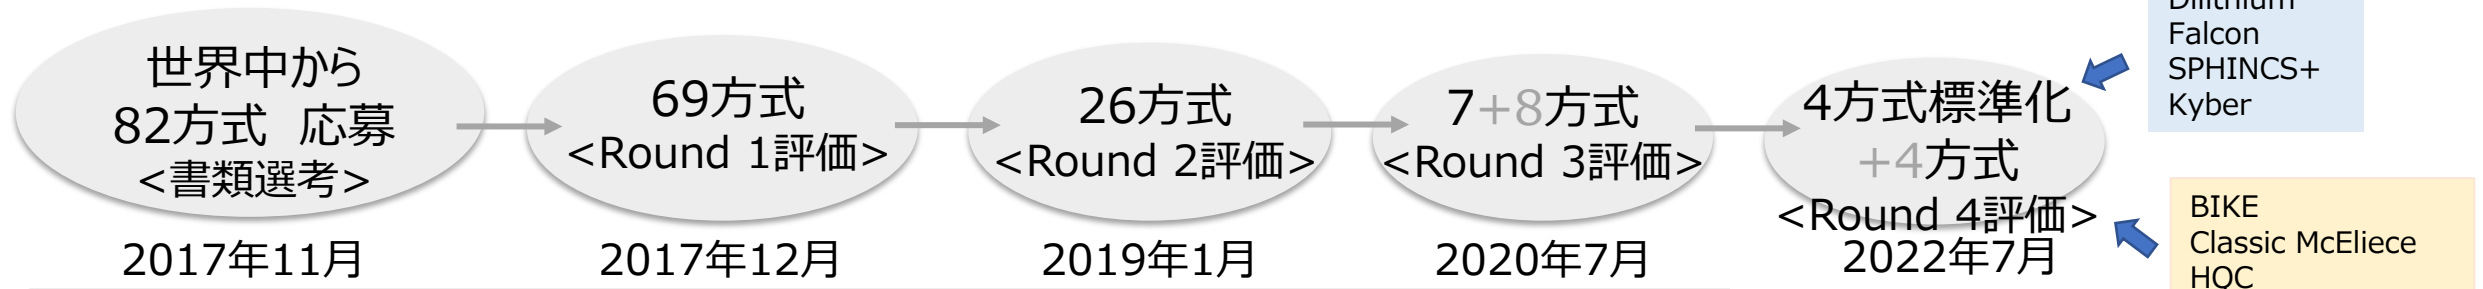 世界中から
82方式 応募
<書類選考>
2017年11月
69方式
<Round 1評価>
2017年12月
26方式
<Round 2評価>
2019年1月
7+8方式
<Round 3評価>
2020年7月
4方式標準化
+4方式
<Round 4評価>
2022年7月
Dilithium
Falcon
SPHINCS+
Kyber
BIKE
Classic McEliece
HQC